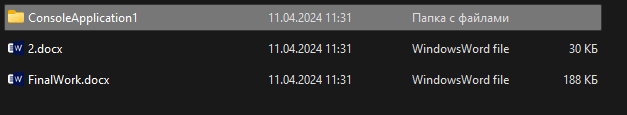 ConsoleApplication1 11.04.2024 11:31 Папка с файлами
2.docx 11.04.2024 11:31 WindowsWord file 30 КБ
FinalWork.docx 11.04.2024 11:31 WindowsWord file 188 КБ